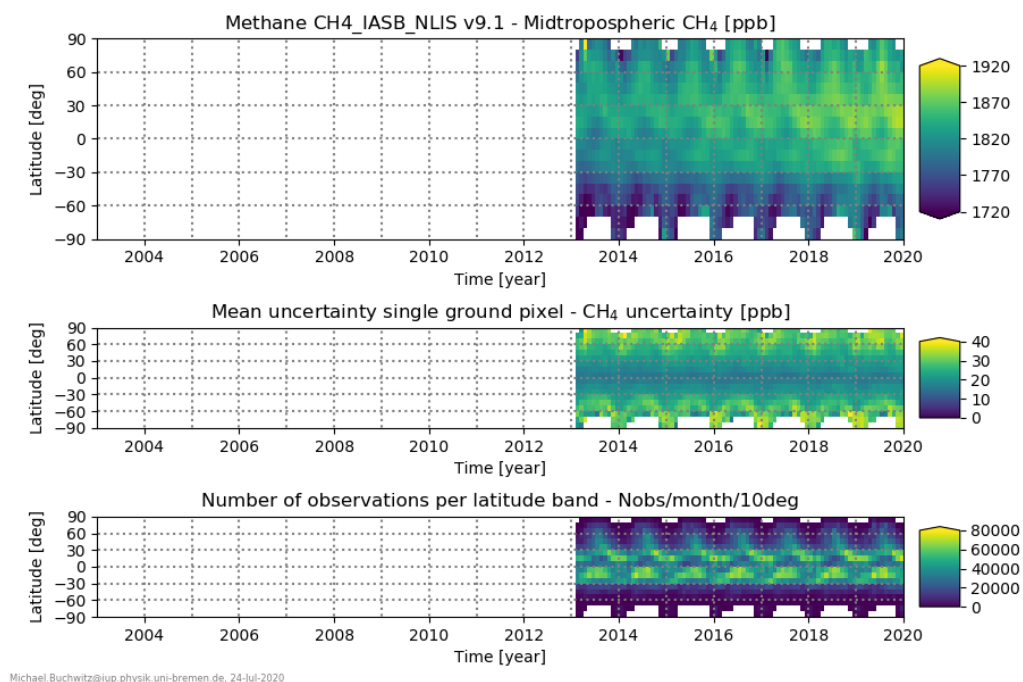 Methane CH4_IASB_NLIS v9.1 - Midtropospheric CH₄ [ppb]
90
60
30
0
−30
−60
−90
Latitude [deg]
1920
1870
1820
1770
1720
2004 2006 2008 2010 2012 2014 2016 2018 2020
Time [year]
Mean uncertainty single ground pixel - CH₄ uncertainty [ppb]
90
60
30
0
−30
−60
−90
Latitude [deg]
40
30
20
10
0
2004 2006 2008 2010 2012 2014 2016 2018 2020
Time [year]
Number of observations per latitude band - Nobs/month/10deg
90
60
30
0
−30
−60
−90
Latitude [deg]
80000
60000
40000
20000
0
2004 2006 2008 2010 2012 2014 2016 2018 2020
Time [year]
Michael.Buchwitz@iup.physik.uni-bremen.de, 24-Jul-2020